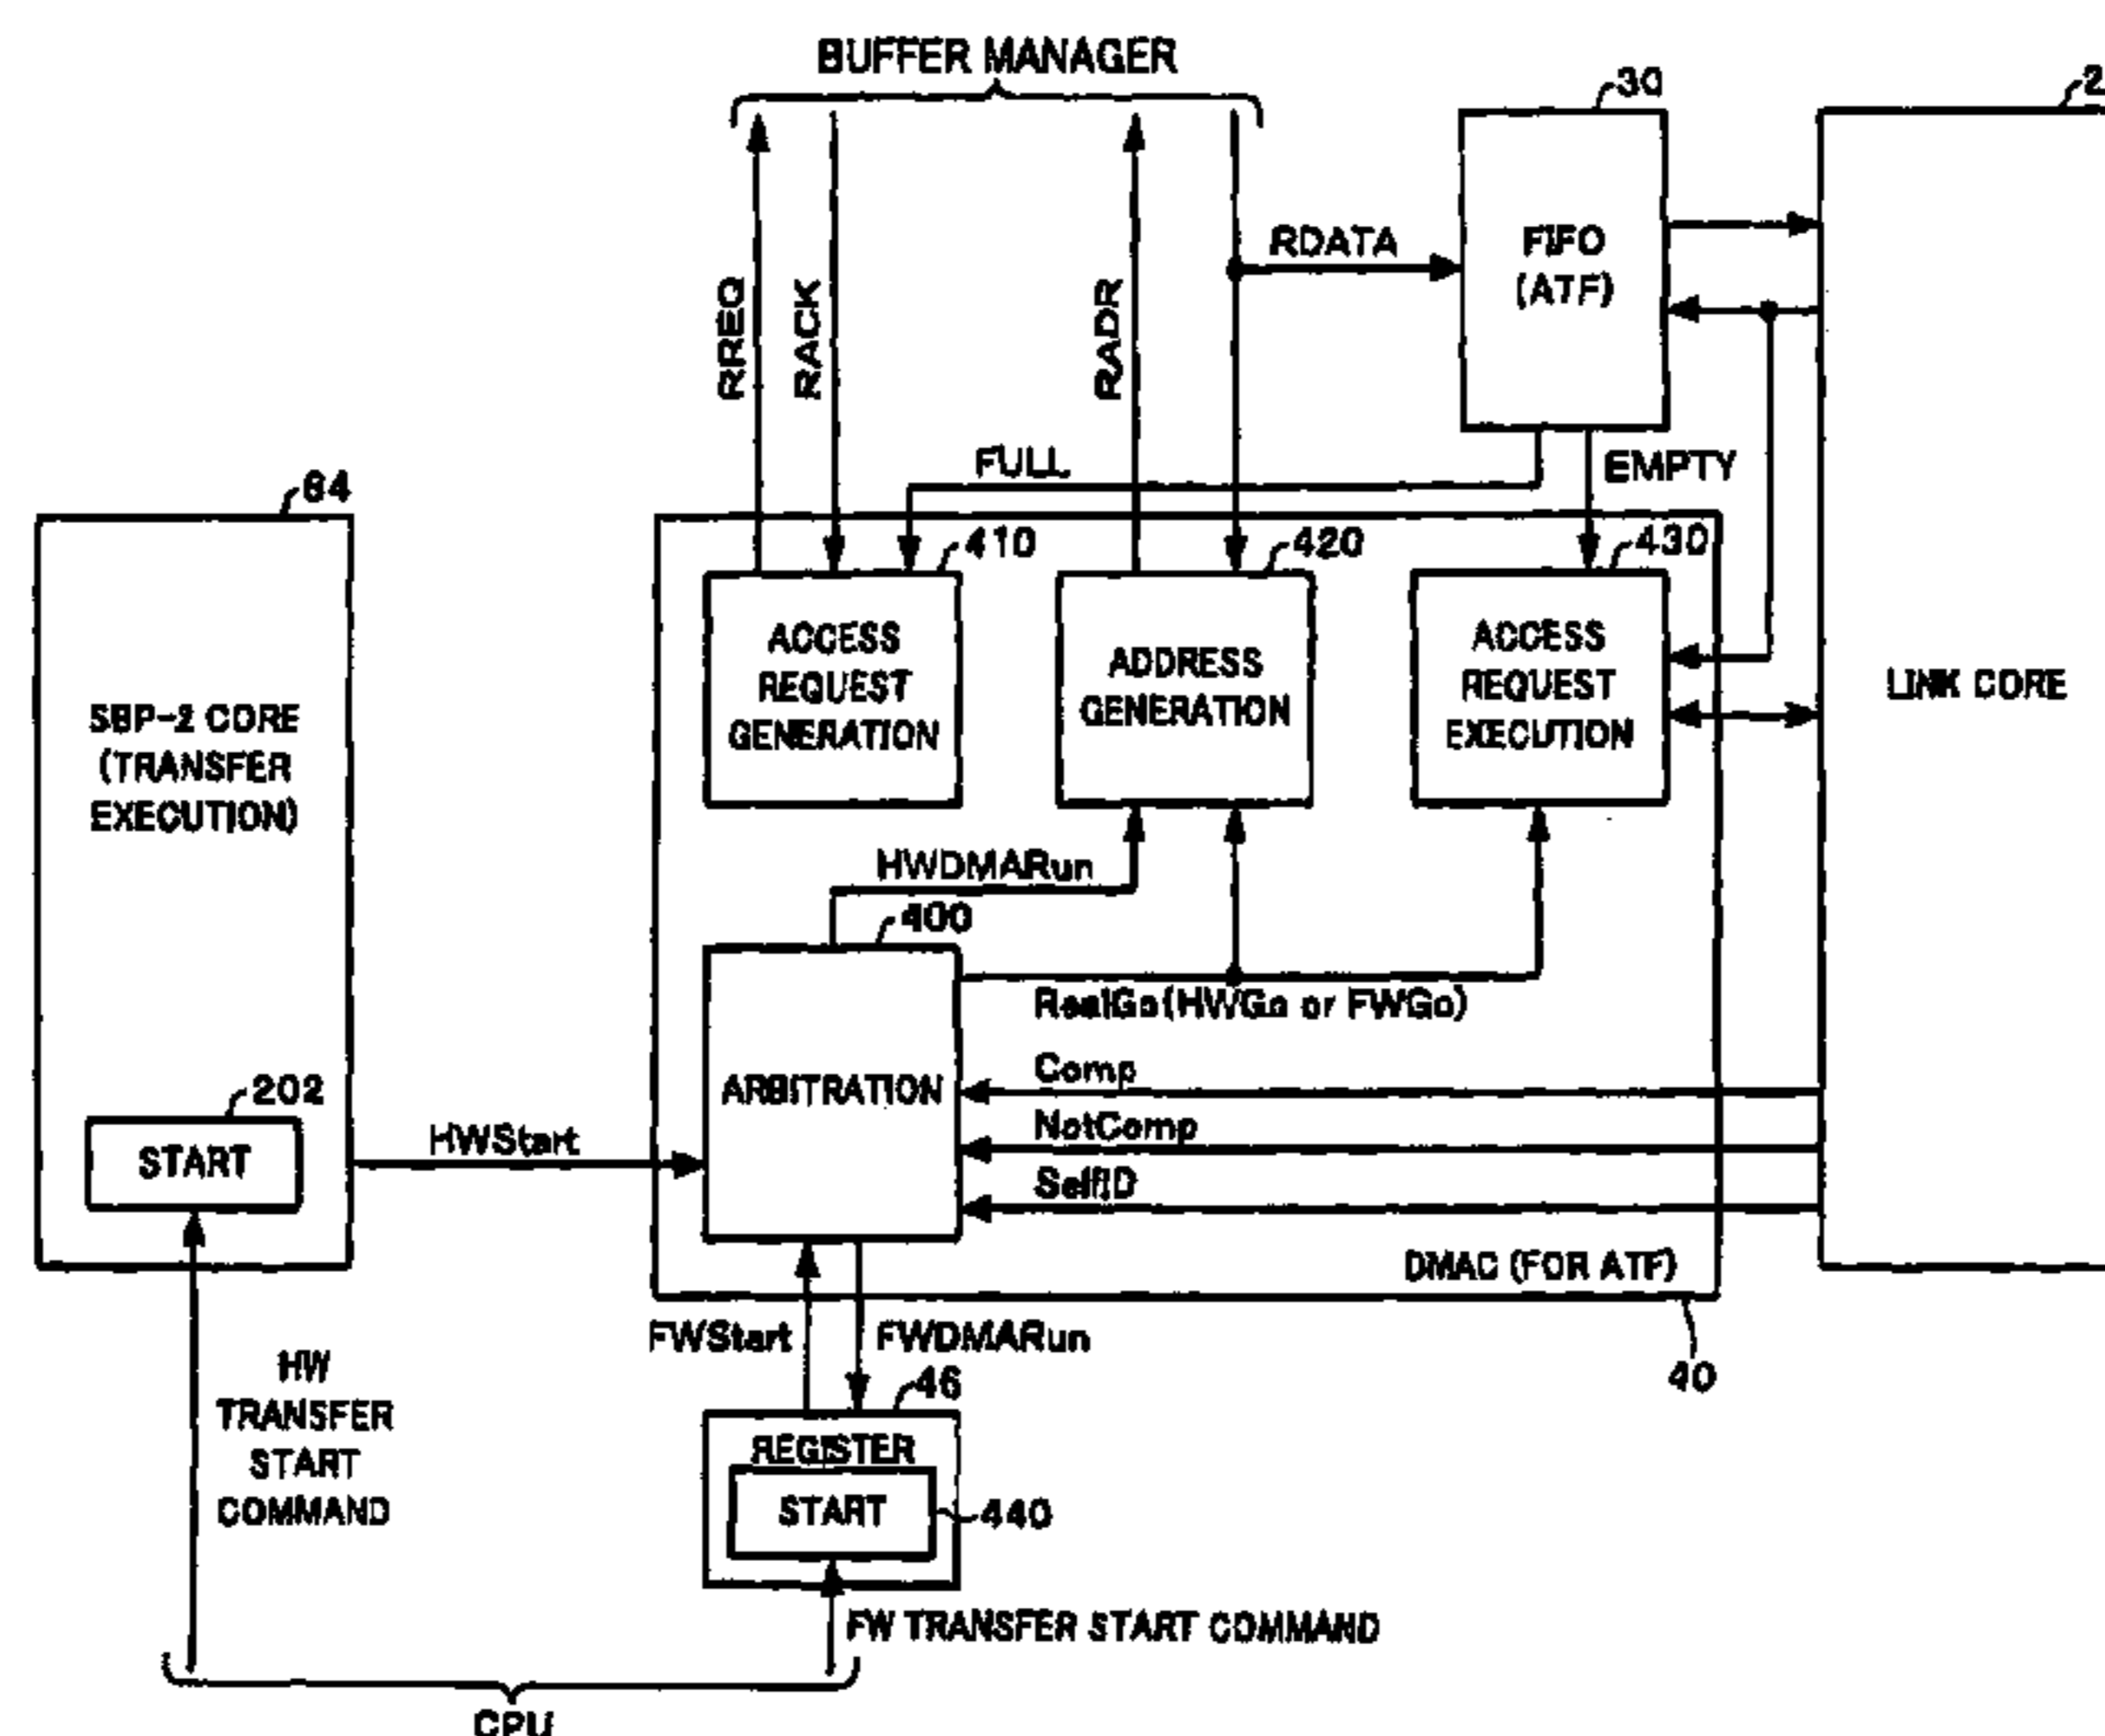 BUFFER MANAGER
30
2
RREQ
RACK
RADR
RDATA
FIFO
(ATF)
FULL
EMPTY
84
410
420
430
SBP-2 CORE
(TRANSFER
EXECUTION)
ACCESS
REQUEST
GENERATION
ADDRESS
GENERATION
ACCESS
REQUEST
EXECUTION
LINK CORE
HWDMARun
400
RealGo(HWGo or FWGo)
ARBITRATION
Comp
NotComp
SelfID
202
START
HWStart
DMAC (FOR ATF)
40
FWStart
FWDMARun
46
REGISTER
START
440
HW
TRANSFER
START
COMMAND
FW TRANSFER START COMMAND
CPU